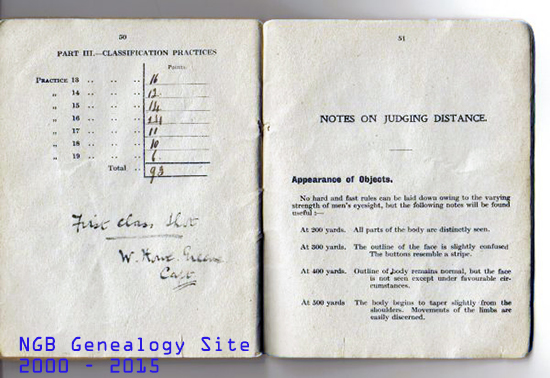 50
PART III.—CLASSIFICATION PRACTICES
Points.
PRACTICE 13 .. .. .. 16
„ 14 .. .. .. 12
„ 15 .. .. .. 14
„ 16 .. .. .. 24
„ 17 .. .. .. 11
„ 18 .. .. .. 10
„ 19 .. .. .. 6
Total .. 93
First class Shot
W.
Capt
51
NOTES ON JUDGING DISTANCE.
Appearance of Objects.
No hard and fast rules can be laid down owing to the varying
strength of men's eyesight, but the following notes will be found
useful :—
At 200 yards. All parts of the body are distinctly seen.
At 300 yards. The outline of the face is slightly confused
The buttons resemble a stripe.
At 400 yards. Outline of body remains normal, but the face
is not seen except under favourable cir-
cumstances.
At 500 yards The body begins to taper slightly from the
shoulders. Movements of the limbs are
easily discerned.
NGB Genealogy Site
2000 - 2015